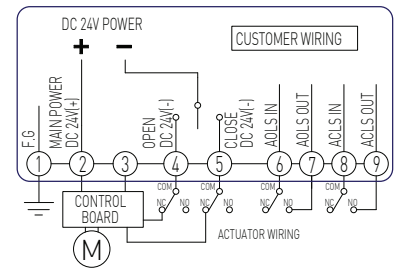 DC 24V POWER
+
−
CUSTOMER WIRING
F.G
MAIN POWER
DC 24V(+)
OPEN
DC 24V(-)
CLOSE
DC 24V(-)
AOLS IN
AOLS OUT
ACLS IN
ACLS OUT
1 2 3 4 5 6 7 8 9
CONTROL
BOARD
M
COM COM COM COM
NC NO NC NO NC NO NC NO
ACTUATOR WIRING